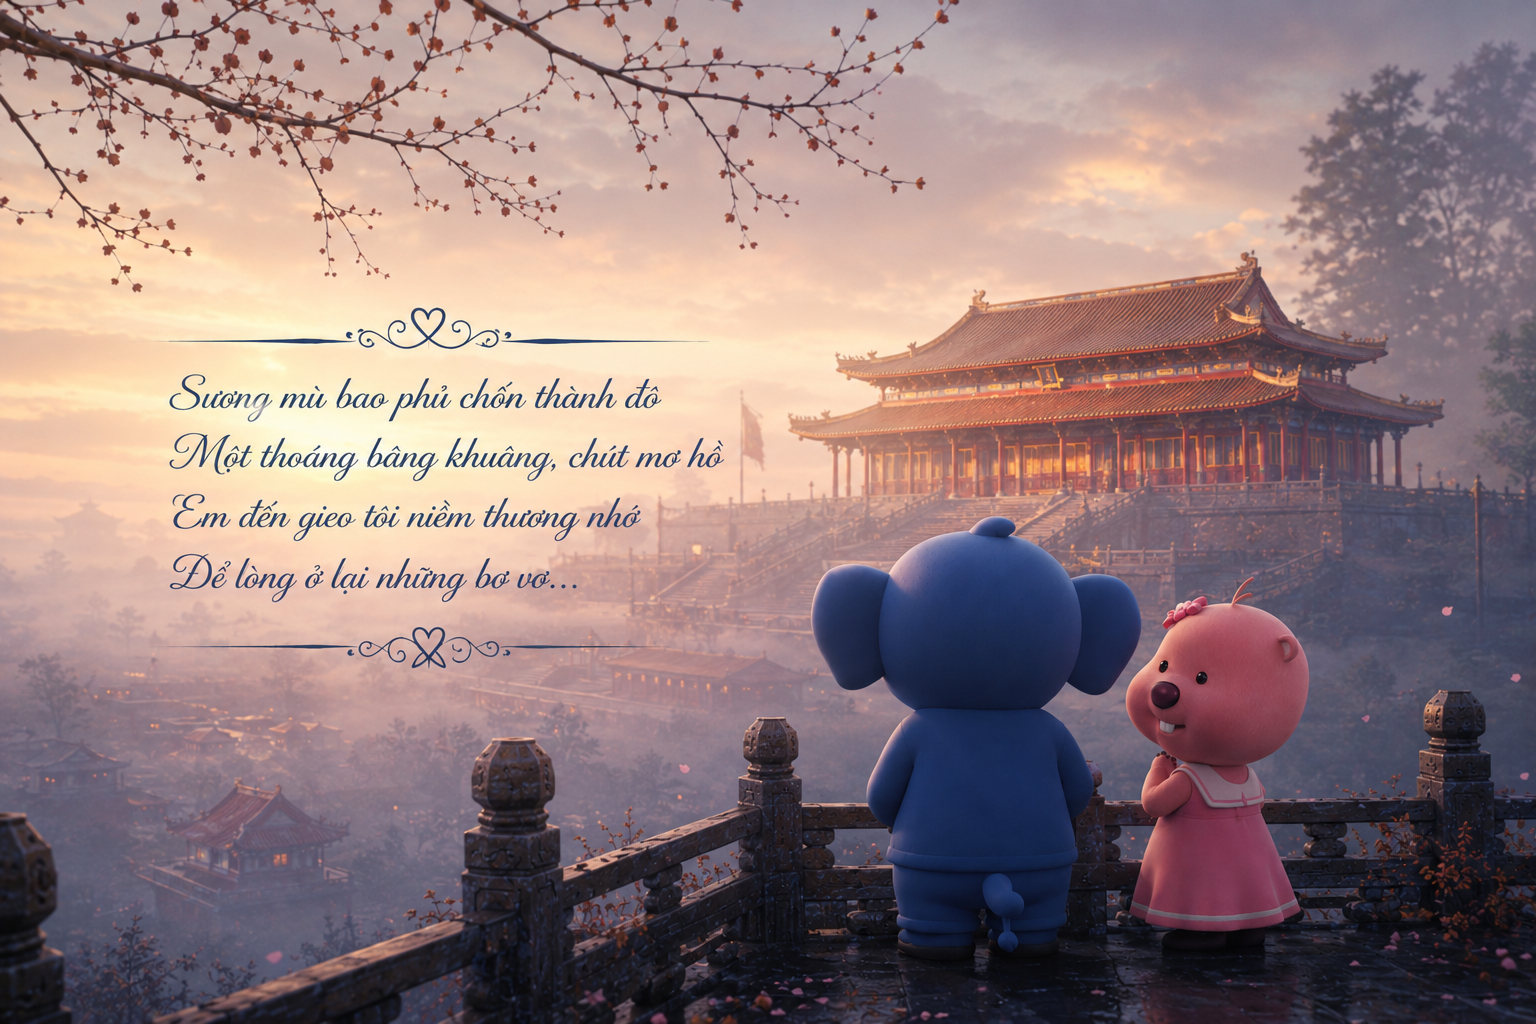 Sương mù bao phủ chốn thành đô
Một thoáng bâng khuâng, chút mơ hồ
Em đến gieo tôi niềm thương nhớ
Để lòng ở lại những bơ vơ...